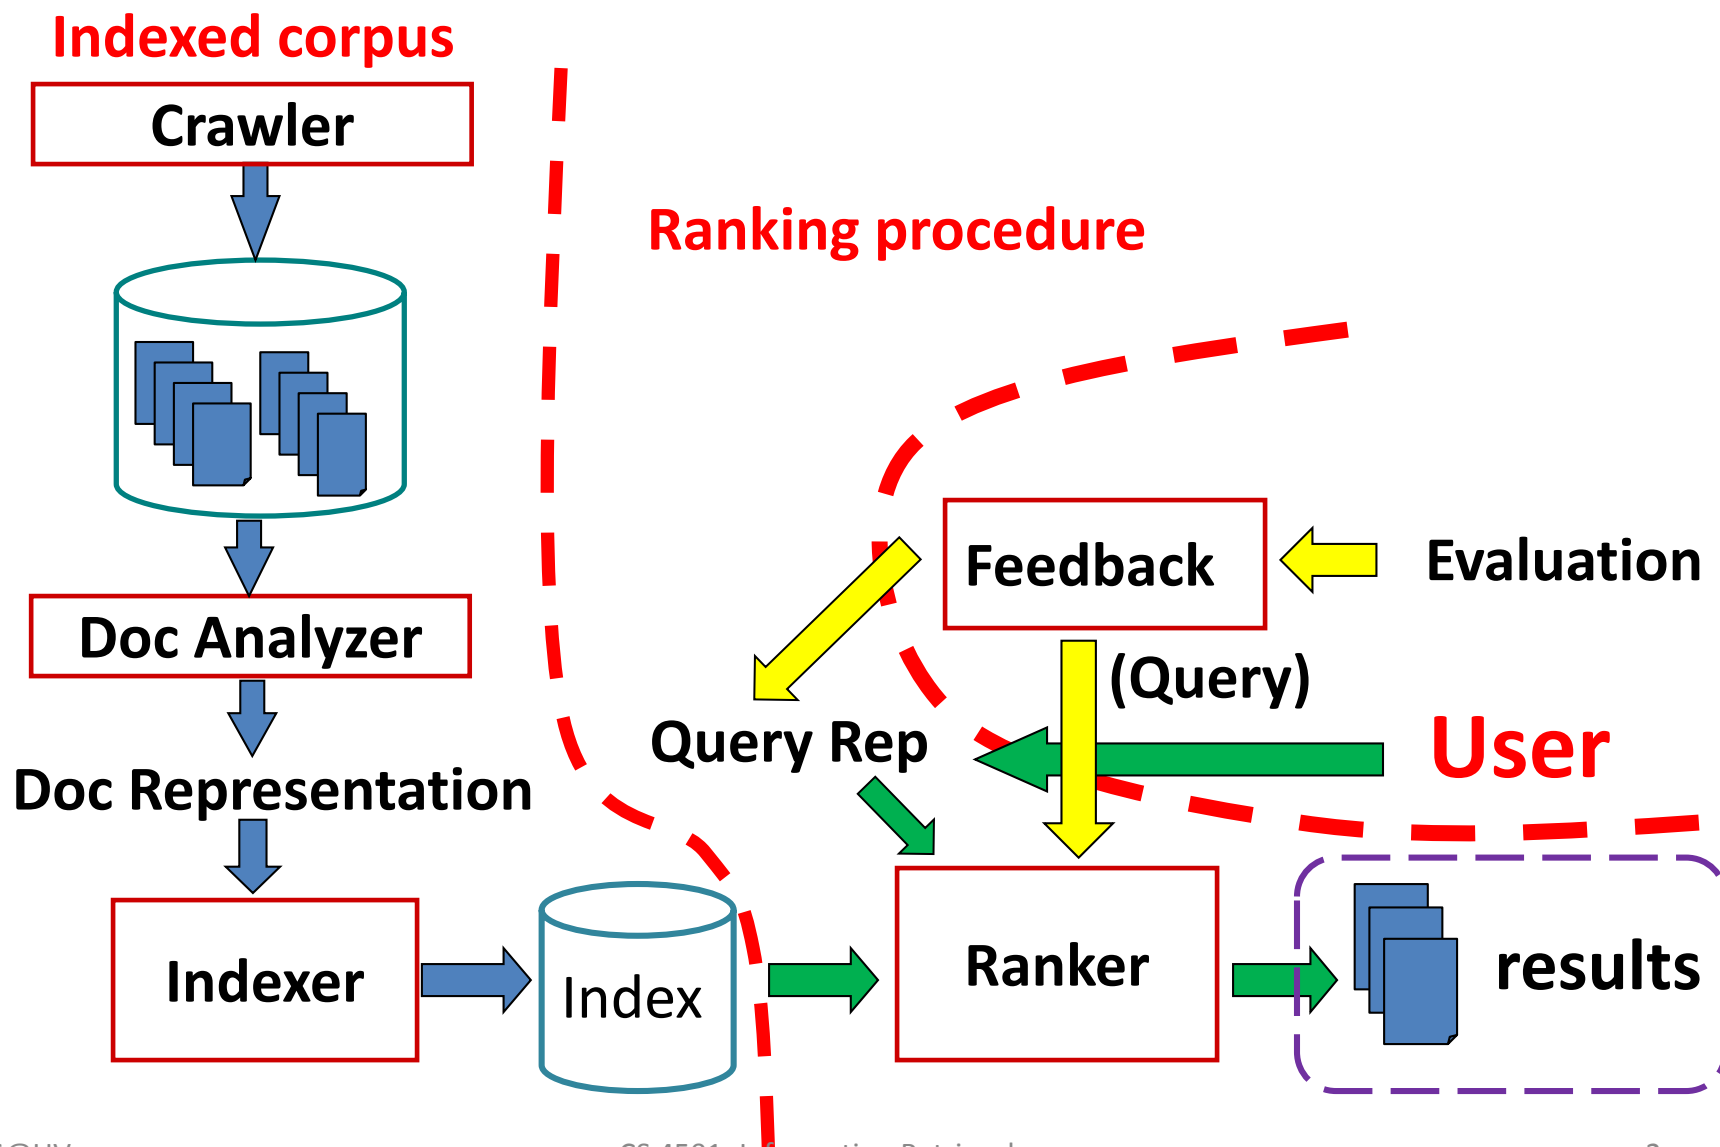 Indexed corpus
Crawler
Ranking procedure
Feedback
Evaluation
Doc Analyzer
(Query)
Query Rep
User
Doc Representation
Indexer
Index
Ranker
results